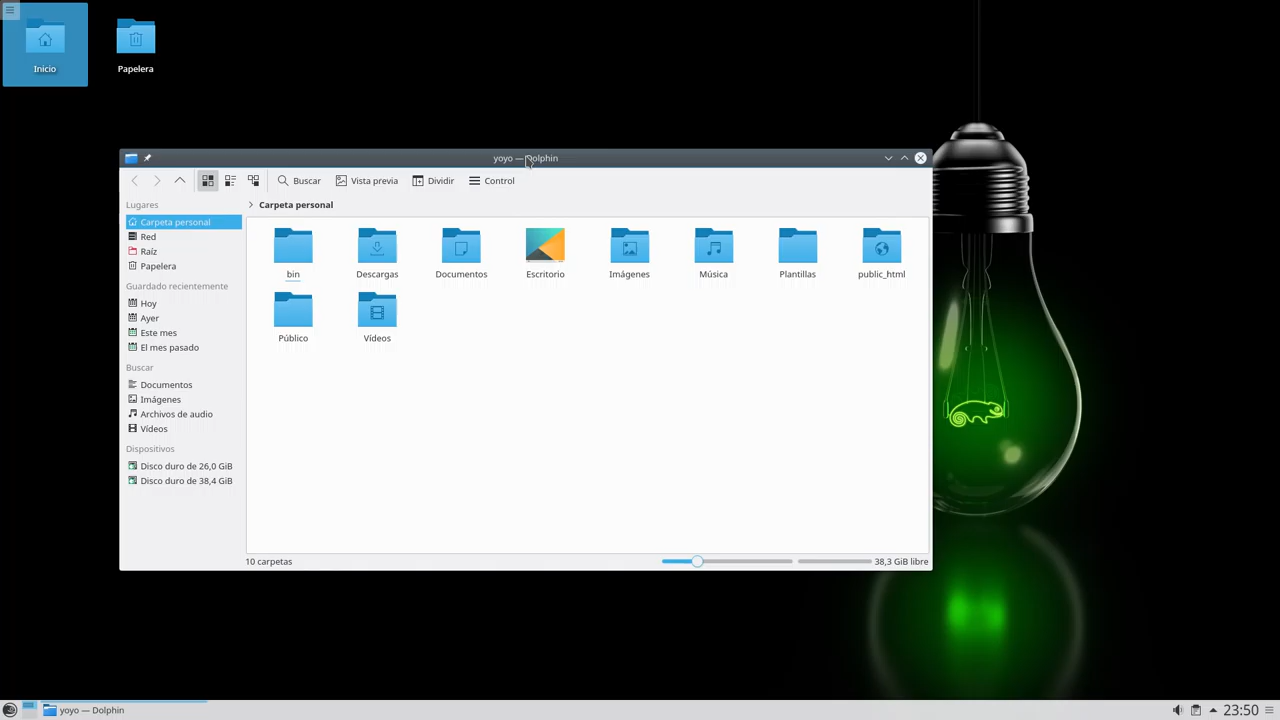 Inicio
Papelera
yoyo — Dolphin
Buscar
Vista previa
Dividir
Control
Lugares
Carpeta personal
Red
Raíz
Papelera
Guardado recientemente
Hoy
Ayer
Este mes
El mes pasado
Buscar
Documentos
Imágenes
Archivos de audio
Vídeos
Dispositivos
Disco duro de 26,0 GiB
Disco duro de 38,4 GiB
Carpeta personal
bin
Descargas
Documentos
Escritorio
Imágenes
Música
Plantillas
public_html
Público
Vídeos
10 carpetas
38,3 GiB libre
yoyo — Dolphin
23:50